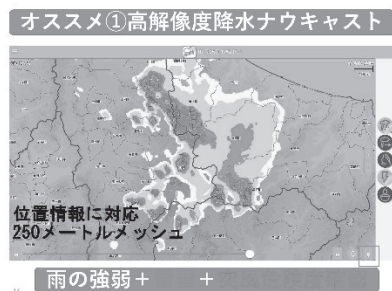 オススメ①高解像度降水ナウキャスト
位置情報に対応
250メートルメッシュ
雨の強弱＋　　＋